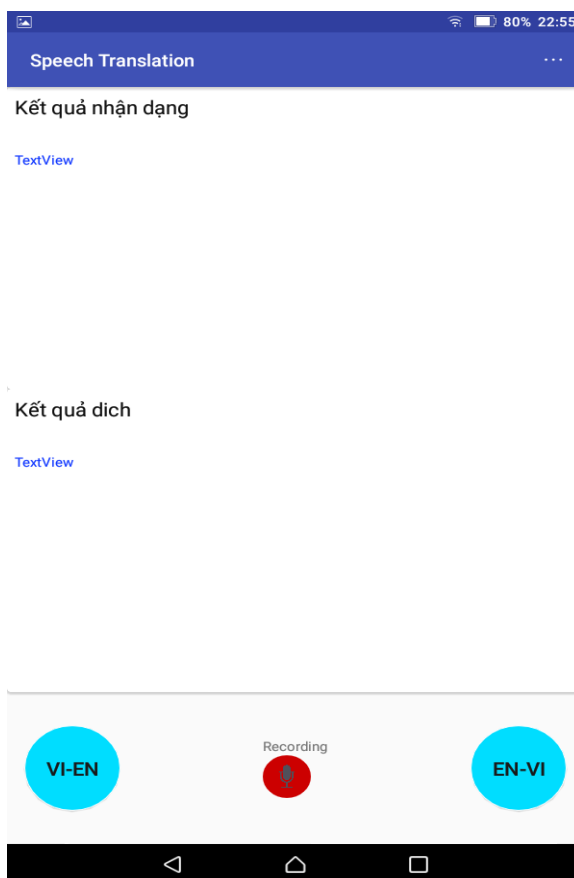 80% 22:55
Speech Translation
Kết quả nhận dạng
TextView
Kết quả dich
TextView
Recording
VI-EN
EN-VI